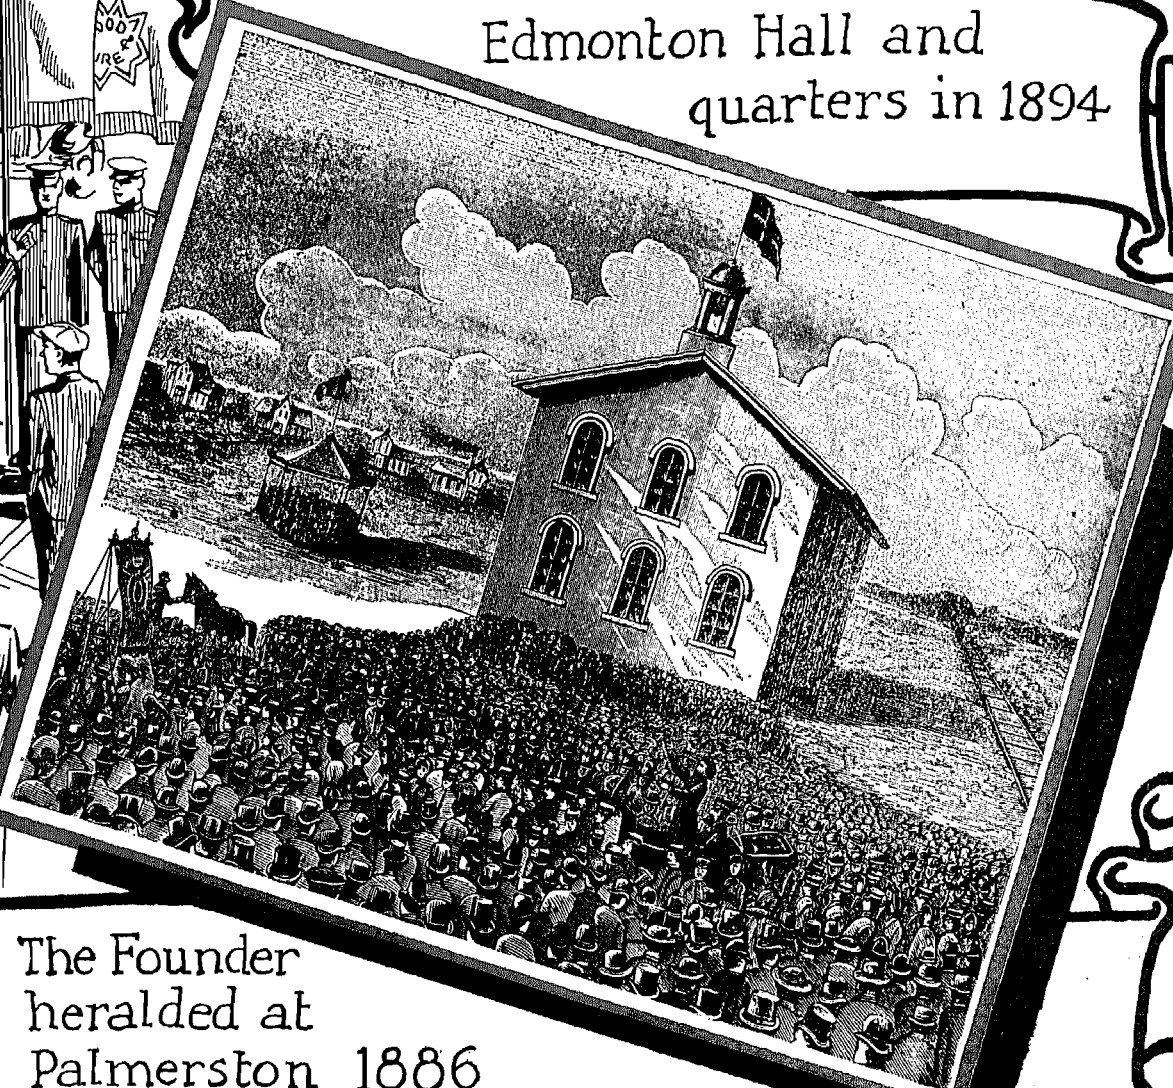 Edmonton Hall and
quarters in 1894
The Founder
heralded at
Palmerston 1886